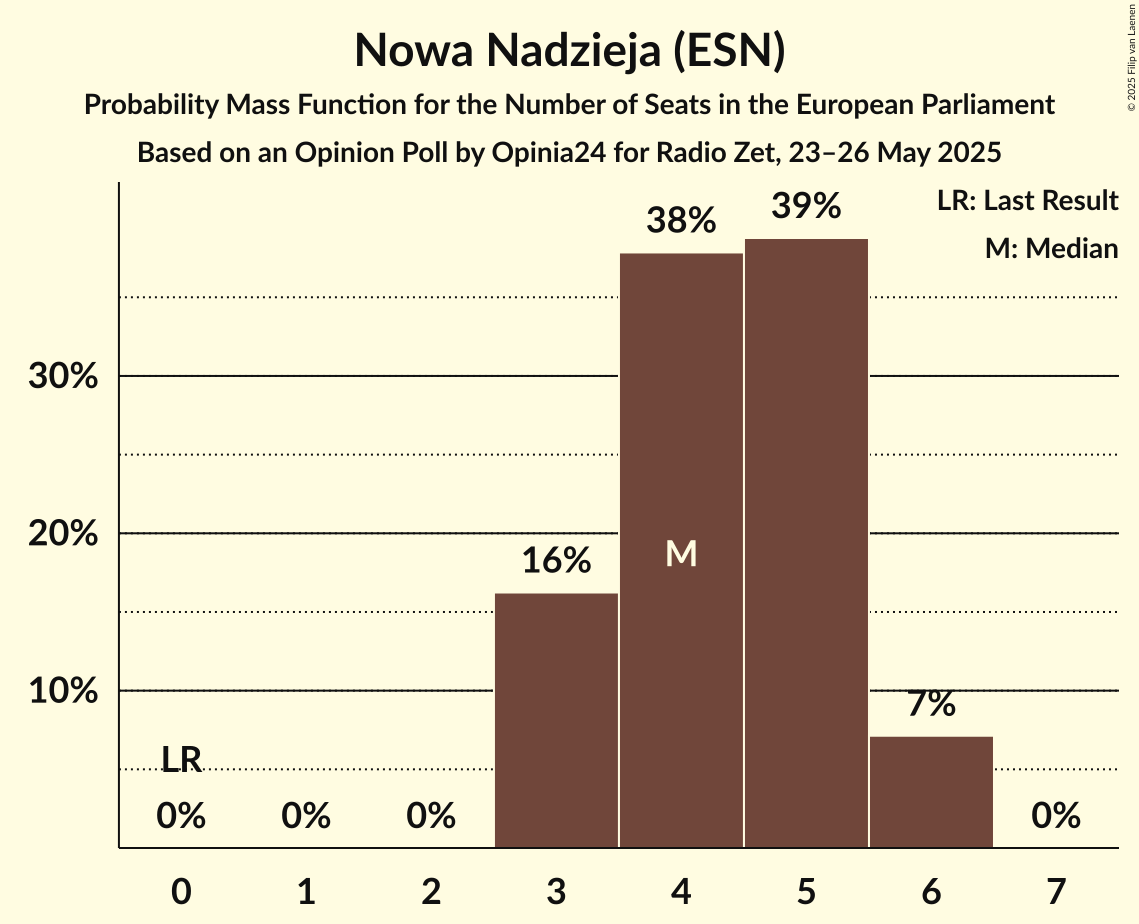 Nowa Nadzieja (ESN)
Probability Mass Function for the Number of Seats in the European Parliament
Based on an Opinion Poll by Opinia24 for Radio Zet, 23–26 May 2025
© 2025 Filip van Laenen
LR: Last Result
M: Median
38%
39%
30%
20%
16%
M
10%
7%
LR
0%
0%
0%
0%
0
1
2
3
4
5
6
7